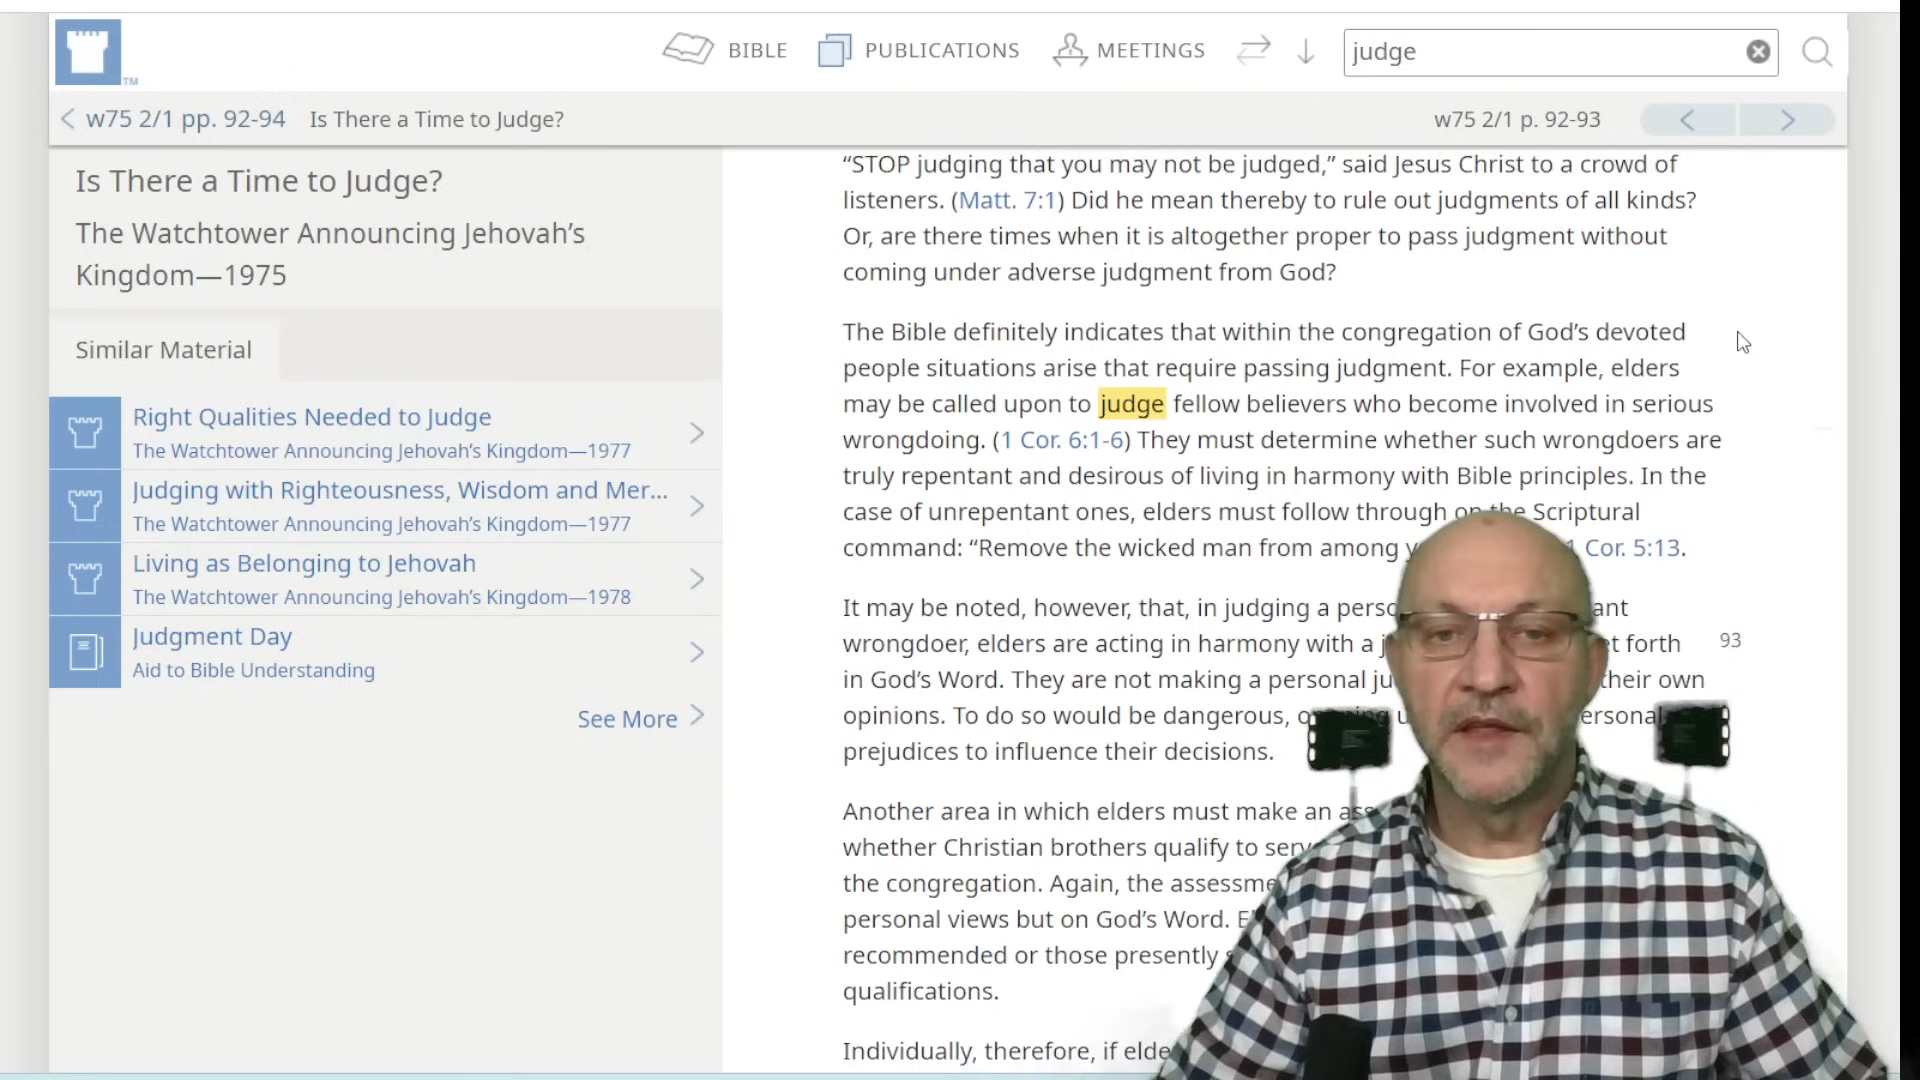 TM
BIBLE
PUBLICATIONS
MEETINGS
judge
w75 2/1 pp. 92-94 Is There a Time to Judge?
w75 2/1 p. 92-93
Is There a Time to Judge?
The Watchtower Announcing Jehovah’s
Kingdom—1975
Similar Material
Right Qualities Needed to Judge
The Watchtower Announcing Jehovah’s Kingdom—1977
Judging with Righteousness, Wisdom and Mer...
The Watchtower Announcing Jehovah’s Kingdom—1977
Living as Belonging to Jehovah
The Watchtower Announcing Jehovah’s Kingdom—1978
Judgment Day
Aid to Bible Understanding
See More
“STOP judging that you may not be judged,” said Jesus Christ to a crowd of
listeners. (Matt. 7:1) Did he mean thereby to rule out judgments of all kinds?
Or, are there times when it is altogether proper to pass judgment without
coming under adverse judgment from God?
The Bible definitely indicates that within the congregation of God’s devoted
people situations arise that require passing judgment. For example, elders
may be called upon to judge fellow believers who become involved in serious
wrongdoing. (1 Cor. 6:1-6) They must determine whether such wrongdoers are
truly repentant and desirous of living in harmony with Bible principles. In the
case of unrepentant ones, elders must follow through on the Scriptural
command: “Remove the wicked man from among 1 Cor. 5:13.
It may be noted, however, that, in judging a
wrongdoer, elders are acting in harmony with a forth
in God’s Word. They are not making a personal their own
opinions. To do so would be dangerous,
prejudices to influence their decisions.
93
Another area in which elders must make an
whether Christian brothers qualify to
the congregation. Again, the
personal views but on God’s Word.
recommended or those presently
qualifications.
Individually, therefore, if